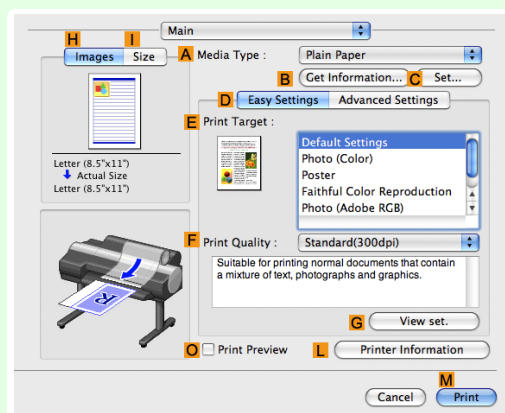 Main
H I
Images Size
A Media Type : Plain Paper
B Get Information... C Set...
D Easy Settings Advanced Settings
E Print Target :
Default Settings
Photo (Color)
Poster
Faithful Color Reproduction
Photo (Adobe RGB)
Letter (8.5"x11")
Actual Size
Letter (8.5"x11")
F Print Quality : Standard(300dpi)
Suitable for printing normal documents that contain
a mixture of text, photographs and graphics.
G View set.
O Print Preview L Printer Information
M
Cancel Print